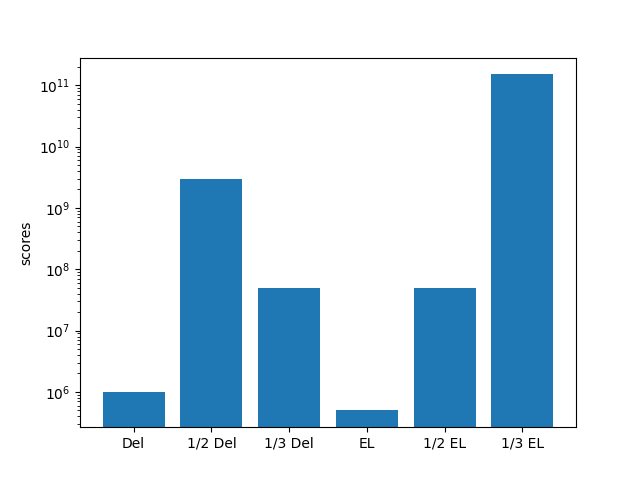 scores
10¹¹
10¹⁰
10⁹
10⁸
10⁷
10⁶
Del
1/2 Del
1/3 Del
EL
1/2 EL
1/3 EL